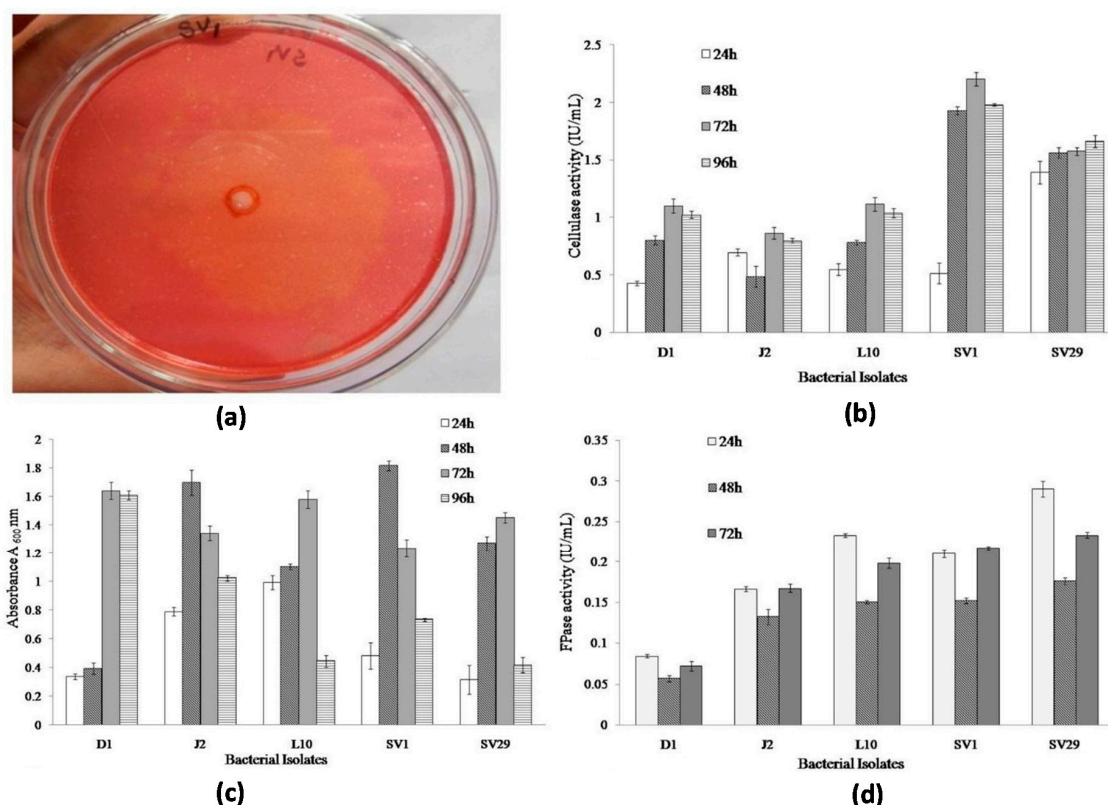 SV1
SV1
(a)
2.5
2
1.5
1
0.5
0
Cellulase activity (IU/mL)
24h
48h
72h
96h
D1 J2 L10 SV1 SV29
Bacterial Isolates
(b)
2
1.8
1.6
1.4
1.2
1
0.8
0.6
0.4
0.2
0
Absorbance A 600 nm
24h
48h
72h
96h
D1 J2 L10 SV1 SV29
Bacterial Isolates
(c)
0.35
0.3
0.25
0.2
0.15
0.1
0.05
0
FPase activity (IU/mL)
24h
48h
72h
D1 J2 L10 SV1 SV29
Bacterial Isolates
(d)